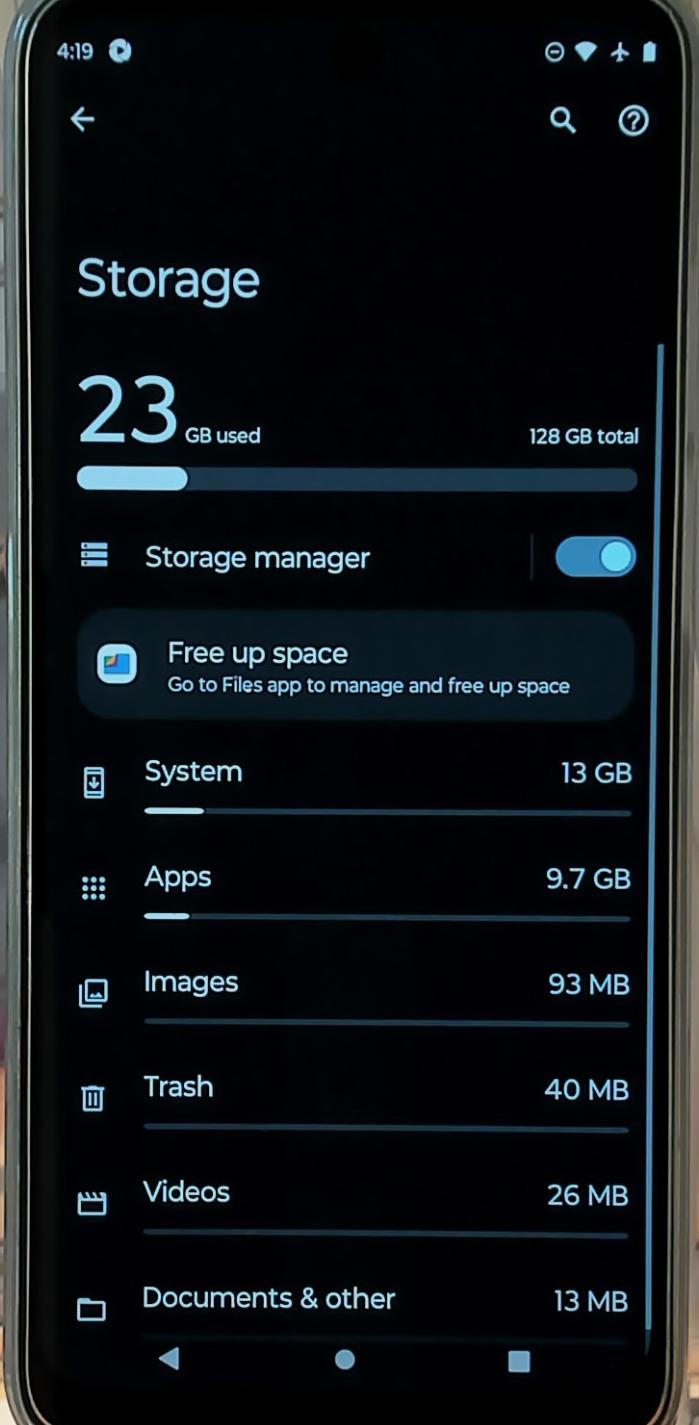 4:19
Storage
23 GB used 128 GB total
Storage manager
Free up space
Go to Files app to manage and free up space
System 13 GB
Apps 9.7 GB
Images 93 MB
Trash 40 MB
Videos 26 MB
Documents & other 13 MB